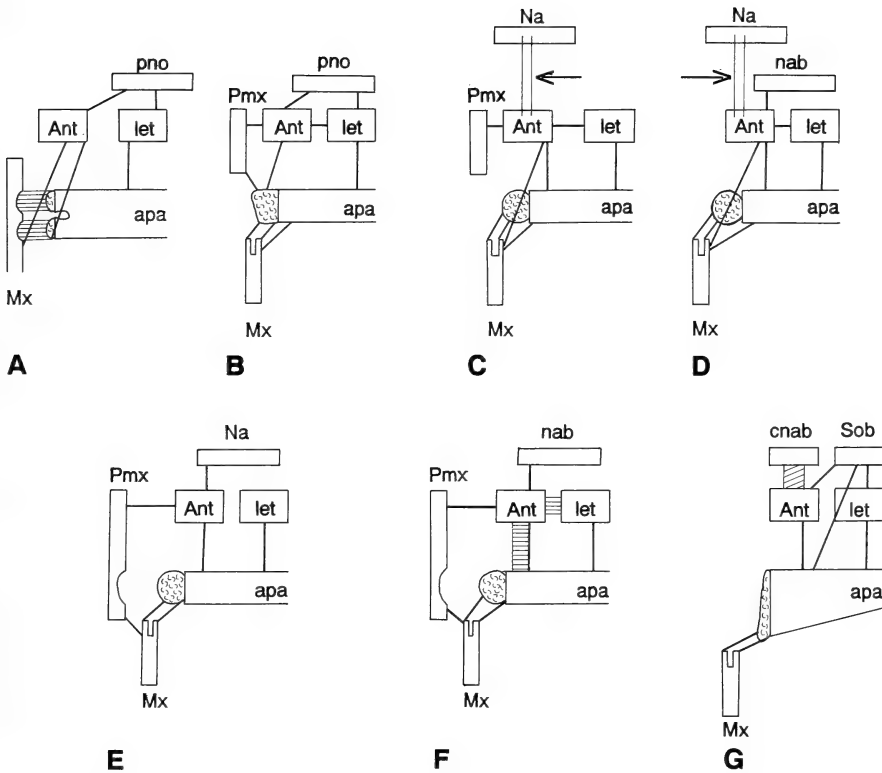 pno
Ant
let
apa
Mx
A
pno
Pmx
Ant
let
apa
Mx
B
Na
Pmx
Ant
let
apa
Mx
C
Na
nab
Ant
let
apa
Mx
D
Na
Pmx
Ant
let
apa
Mx
E
nab
Pmx
Ant
let
apa
Mx
F
cnab
Sob
Ant
let
apa
Mx
G